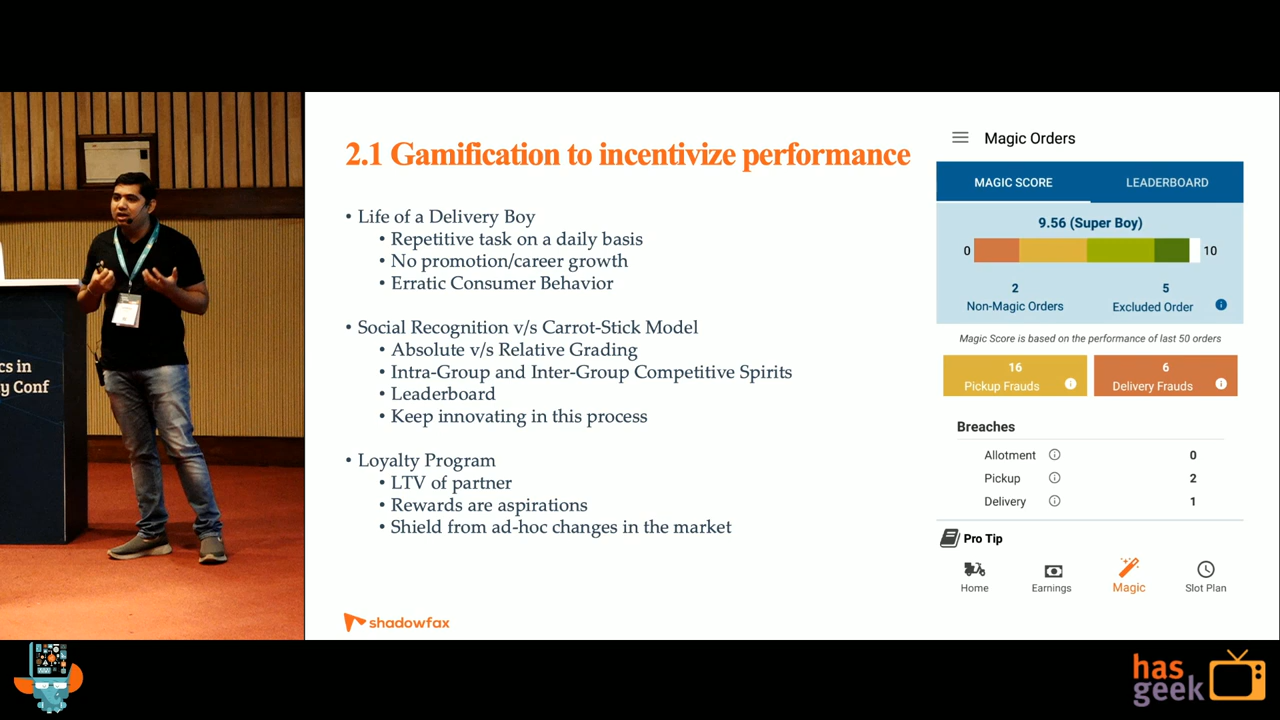 2.1 Gamification to incentivize performance
• Life of a Delivery Boy
• Repetitive task on a daily basis
• No promotion/career growth
• Erratic Consumer Behavior
• Social Recognition v/s Carrot-Stick Model
• Absolute v/s Relative Grading
• Intra-Group and Inter-Group Competitive Spirits
• Leaderboard
• Keep innovating in this process
• Loyalty Program
• LTV of partner
• Rewards are aspirations
• Shield from ad-hoc changes in the market
shadowfax
Magic Orders
MAGIC SCORE LEADERBOARD
9.56 (Super Boy)
0 10
2 5
Non-Magic Orders Excluded Order
Magic Score is based on the performance of last 50 orders
16 6
Pickup Frauds Delivery Frauds
Breaches
Allotment 0
Pickup 2
Delivery 1
Pro Tip
Home Earnings Magic Slot Plan
cs in
y Conf
has
geek